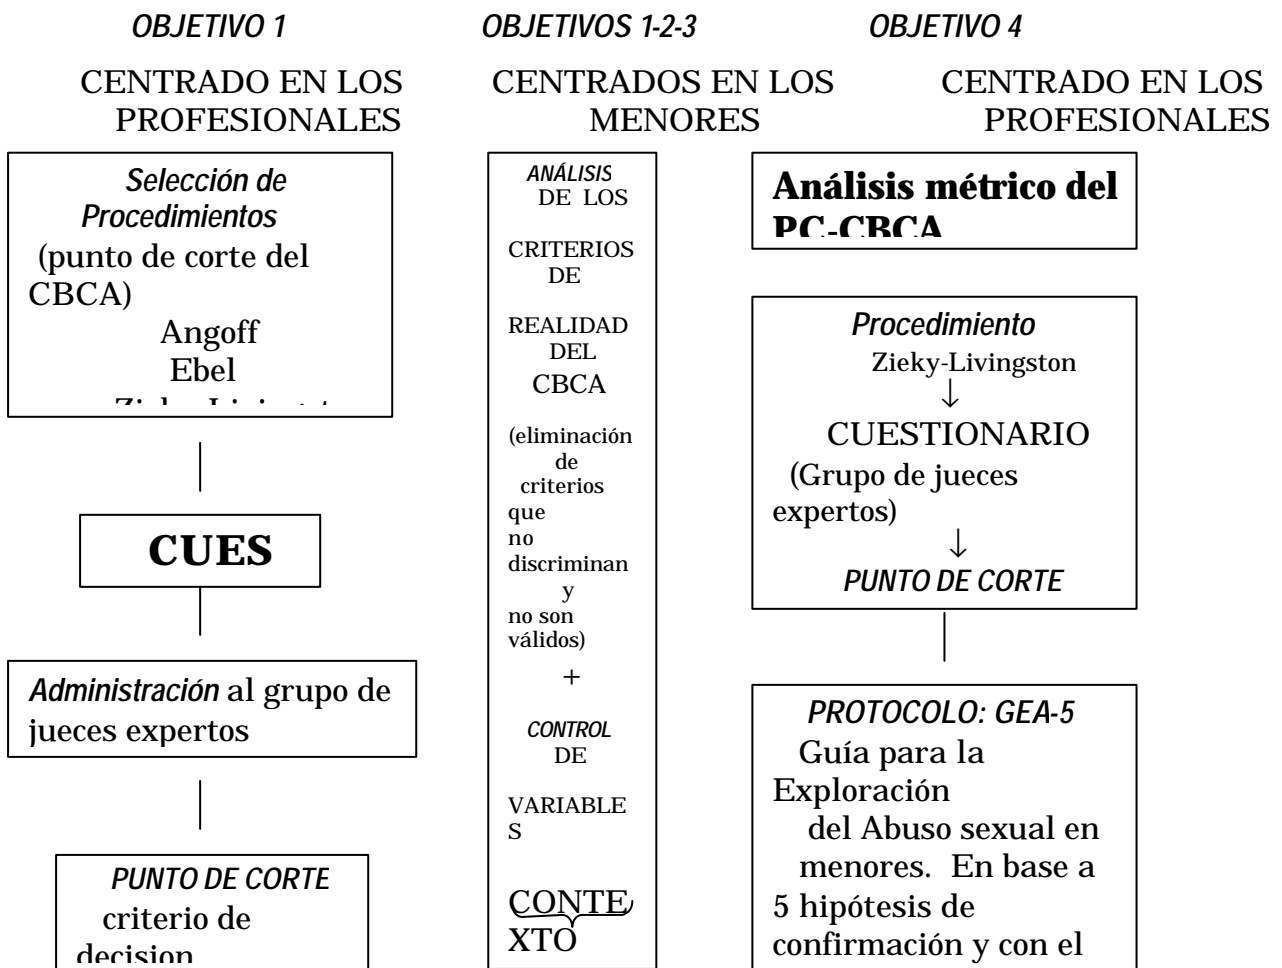 OBJETIVO 1
CENTRADO EN LOS
PROFESIONALES
Selección de
Procedimientos
(punto de corte del
CBCA)
Angoff
Ebel
CUES
Administración al grupo de
jueces expertos
PUNTO DE CORTE
criterio de
decision
OBJETIVOS 1-2-3
CENTRADOS EN LOS
MENORES
ANÁLISIS
DE LOS
CRITERIOS
DE
REALIDAD
DEL
CBCA
(eliminación
de
criterios
que
no
discriminan
y
no son
válidos)
+
CONTROL
DE
VARIABLE
S
CONTE
XTO
OBJETIVO 4
CENTRADO EN LOS
PROFESIONALES
Análisis métrico del
PC-CBCA
Procedimiento
Zieky-Livingston
↓
CUESTIONARIO
(Grupo de jueces
expertos)
↓
PUNTO DE CORTE
PROTOCOLO: GEA-5
Guía para la
Exploración
del Abuso sexual en
menores. En base a
5 hipótesis de
confirmación y con el